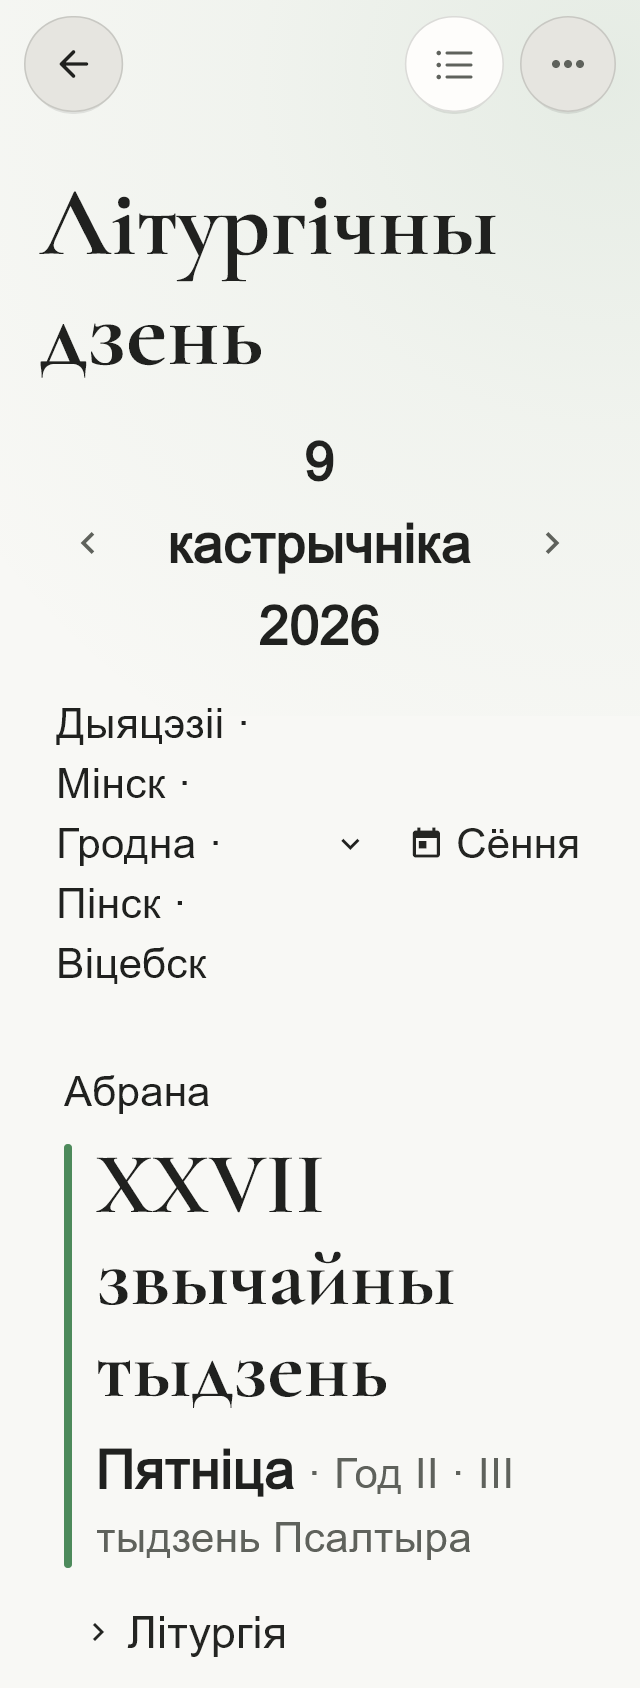 Літургічны
дзень
9
кастрычніка
2026
Дыяцэзіі ·
Мінск ·
Гродна ·
Сёння
Пінск ·
Віцебск
Абрана
XXVII
звычайны
тыдзень
Пятніца · Год II · III
тыдзень Псалтыра
Літургія